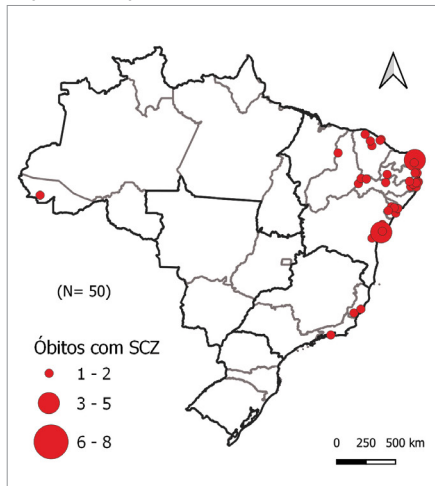 (N= 50)
Óbitos com SCZ
1 - 2
3 - 5
6 - 8
0 250 500 km